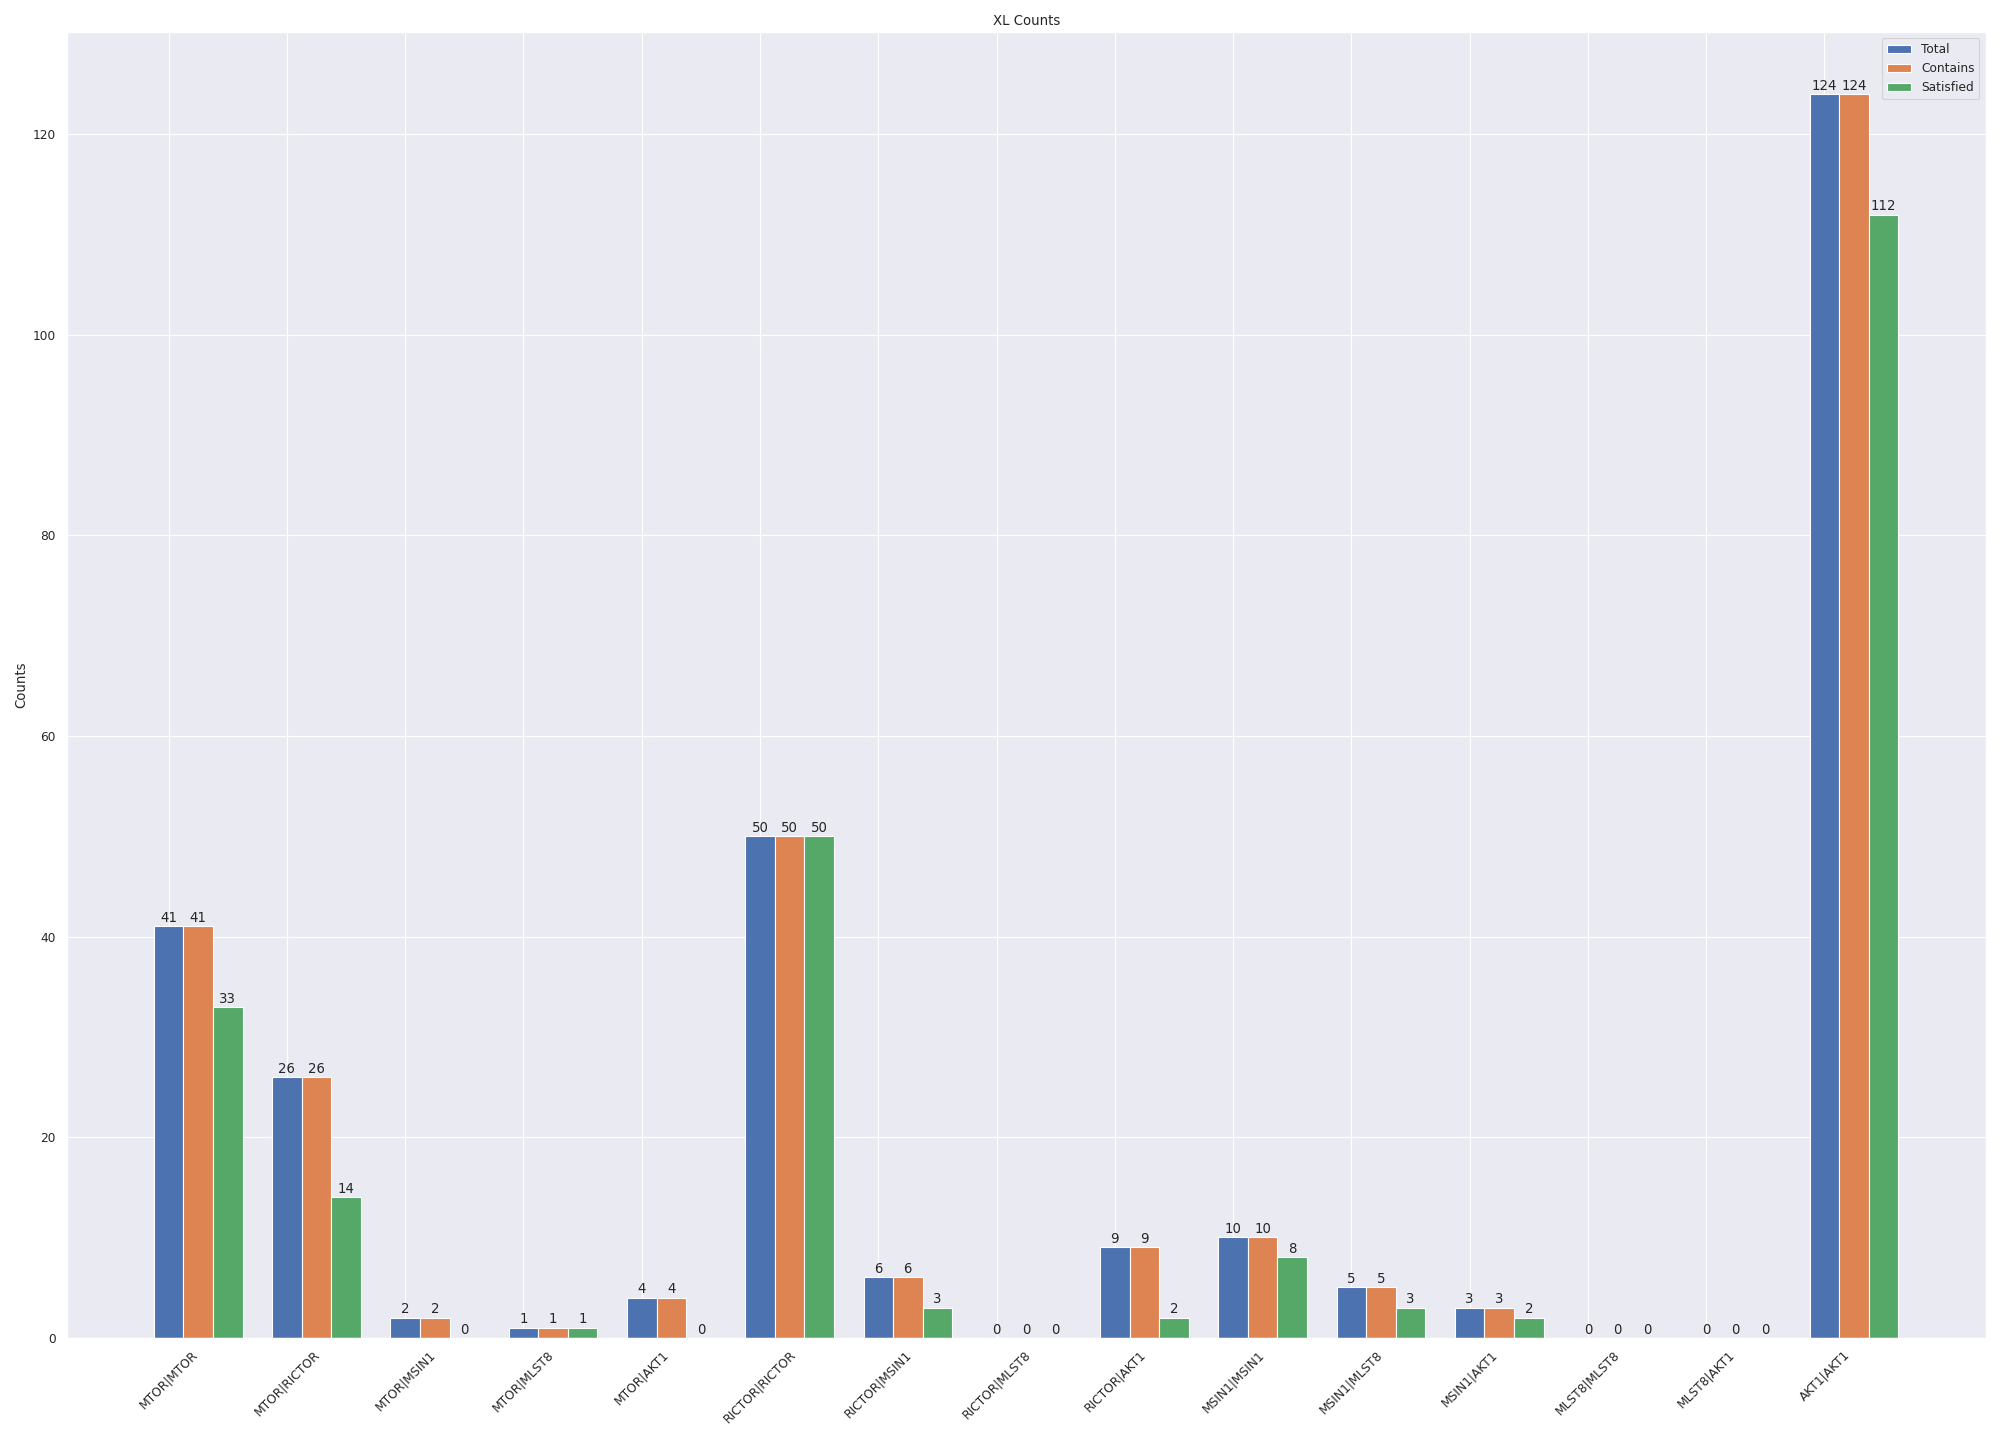 XL Counts
Total
Contains
Satisfied
124 124
112
120
100
80
60
50 50 50
41 41
40
33
26 26
20
14
10 10
9 9
8
6 6
5 5
4 4
3
3
3 3
2 2
2
2
1 1 1
0
0
0 0 0
0 0 0
0 0 0
0
Counts
MTOR|MTOR
MTOR|RICTOR
MTOR|MSIN1
MTOR|MLST8
MTOR|AKT1
RICTOR|RICTOR
RICTOR|MSIN1
RICTOR|MLST8
RICTOR|AKT1
MSIN1|MSIN1
MSIN1|MLST8
MSIN1|AKT1
MLST8|MLST8
MLST8|AKT1
AKT1|AKT1